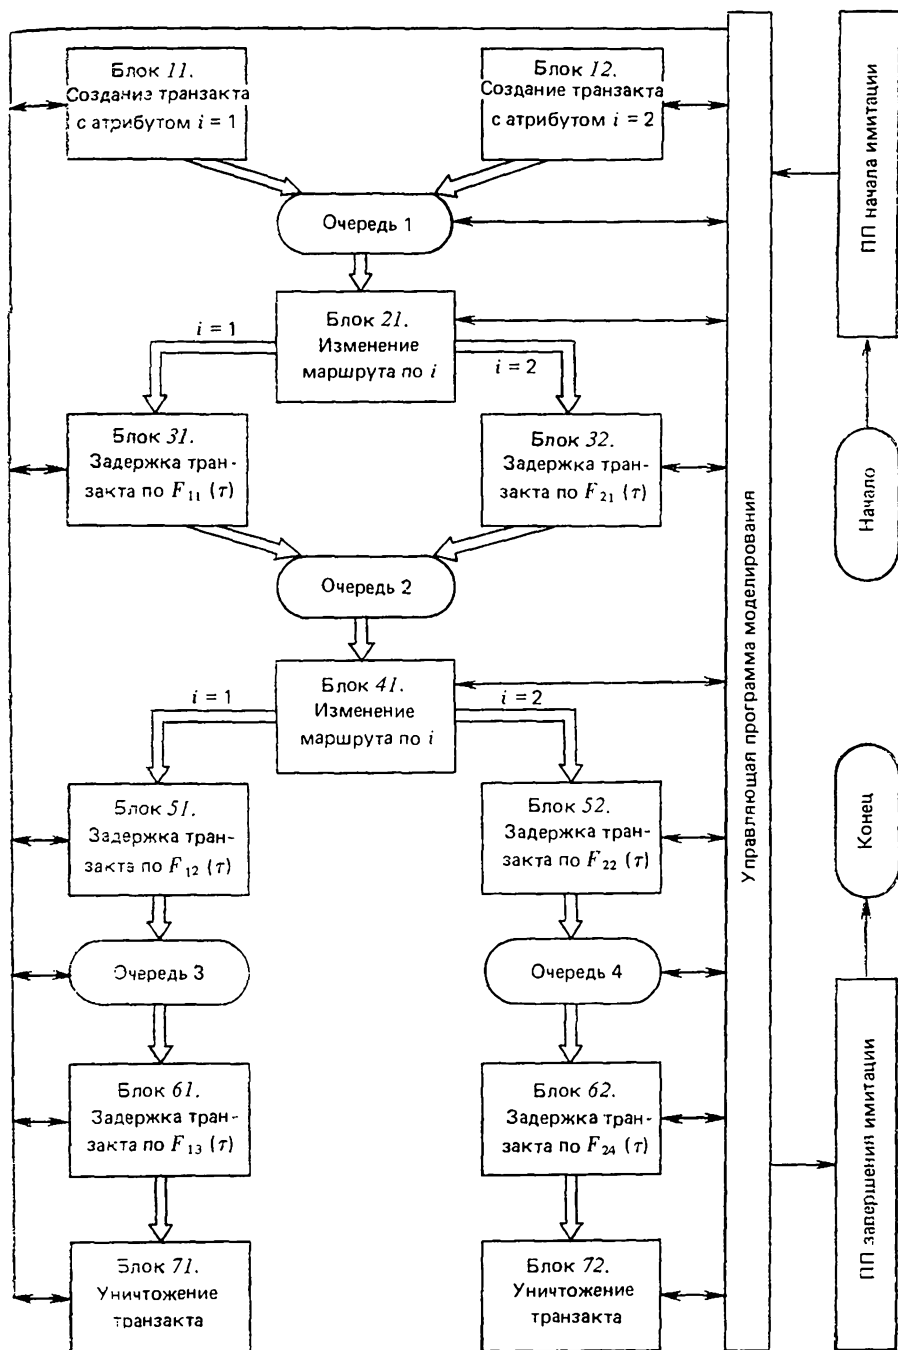 Блок 11.
Создание транзакта
с атрибутом i = 1
Блок 12.
Создание транзакта
с атрибутом i = 2
Очередь 1
Блок 21.
Изменение
маршрута по i
i = 1
i = 2
Блок 31.
Задержка тран-
закта по F₁₁ (τ)
Блок 32.
Задержка тран-
закта по F₂₁ (τ)
Очередь 2
Блок 41.
Изменение
маршрута по i
i = 1
i = 2
Блок 51.
Задержка тран-
закта по F₁₂ (τ)
Блок 52.
Задержка тран-
закта по F₂₂ (τ)
Очередь 3
Очередь 4
Блок 61.
Задержка тран-
закта по F₁₃ (τ)
Блок 62.
Задержка тран-
закта по F₂₄ (τ)
Блок 71.
Уничтожение
транзакта
Блок 72.
Уничтожение
транзакта
Управляющая программа моделирования
ПП начала имитации
Начало
Конец
ПП завершения имитации